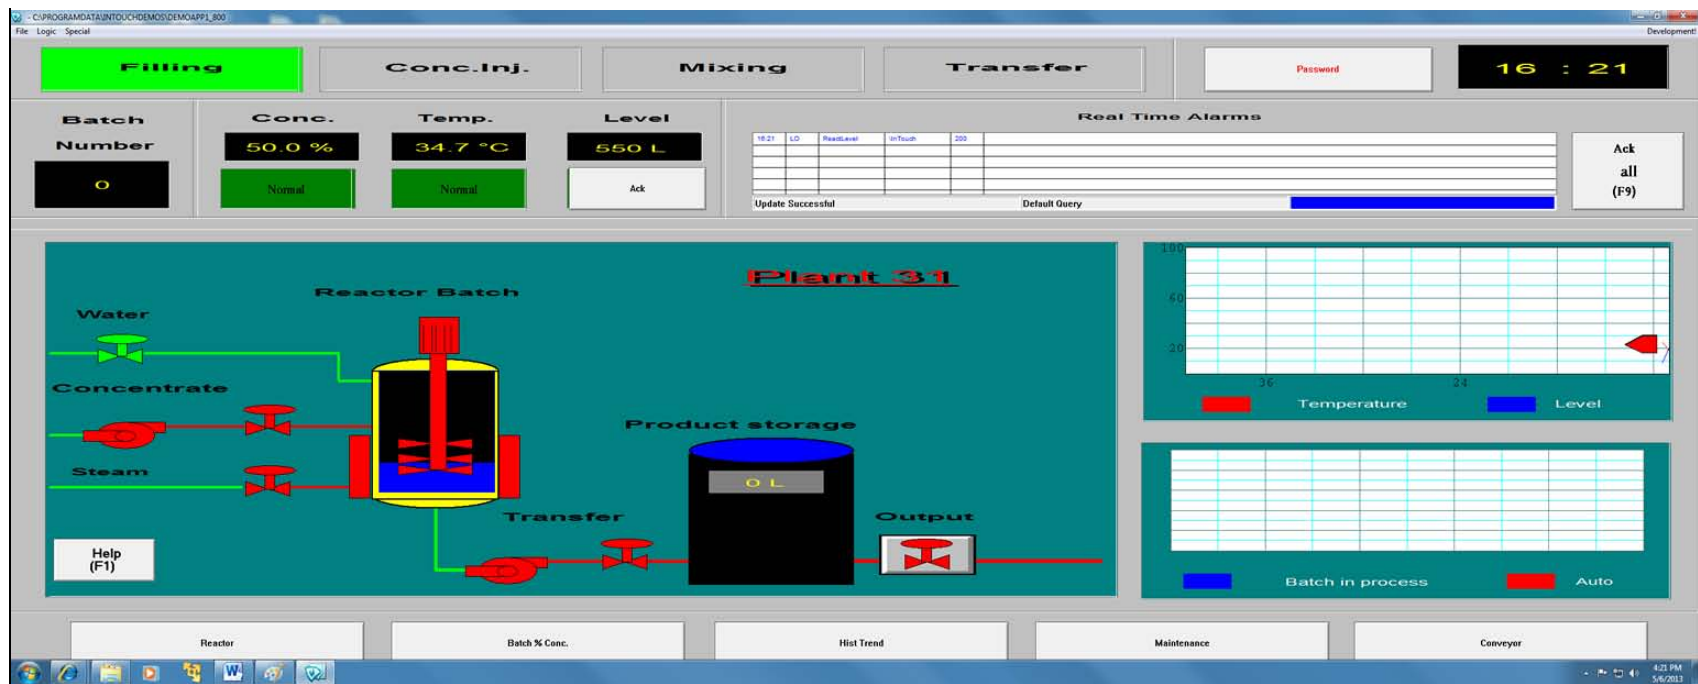 - C:\PROGRAMDATA\INTOUCHDEMOS\DEMOAPP1_800
File Logic Special Development!
Filling Conc.Inj. Mixing Transfer Password 16 : 21
Batch Number Conc. Temp. Level Real Time Alarms
0 50.0 % 34.7 °C 550 L
16:21 LO ReactLevel \InTouch 200
Normal Normal Ack
Update Successful Default Query
Ack
all
(F9)
Plant 31
Reactor Batch
Water
Concentrate
Steam
Product storage
0 L
Transfer
Output
Help
(F1)
100
60
20
36 24
Temperature Level
Batch in process Auto
Reactor Batch % Conc. Hist Trend Maintenance Conveyor
4:21 PM
5/6/2013